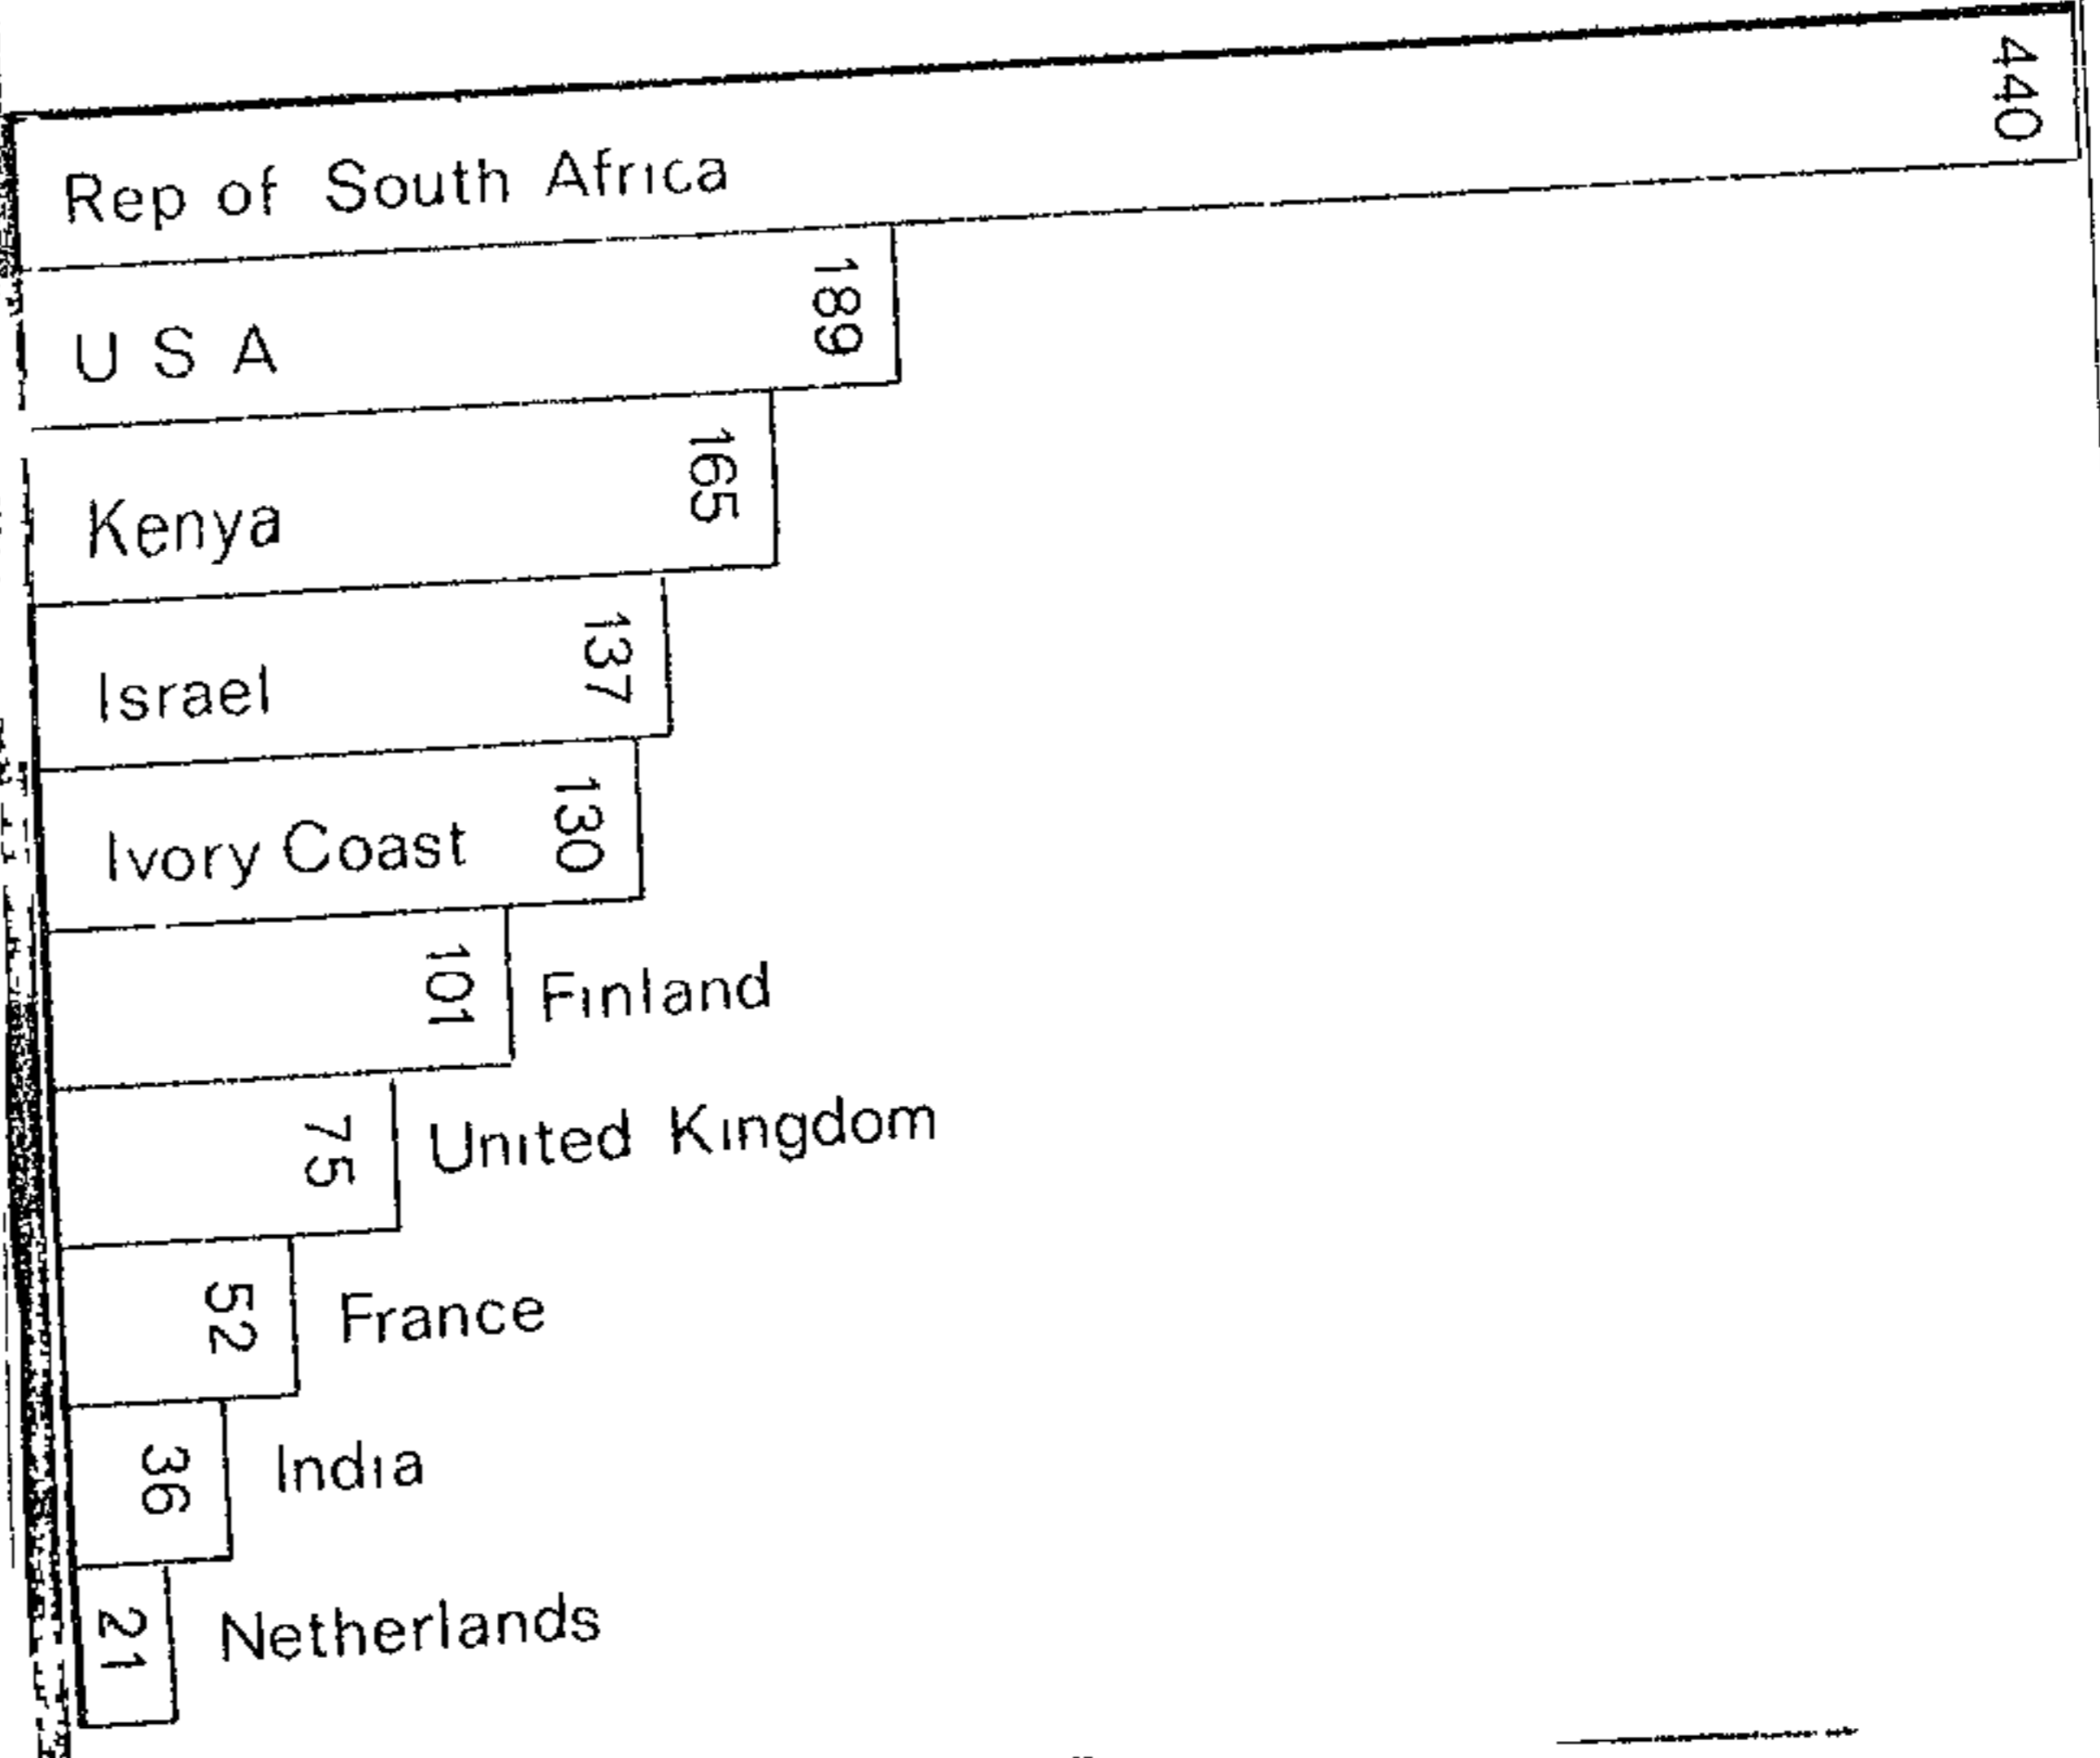 Rep of South Africa 440
U S A 189
Kenya 165
Israel 137
Ivory Coast 130
101 Finland
75 United Kingdom
52 France
36 India
21 Netherlands